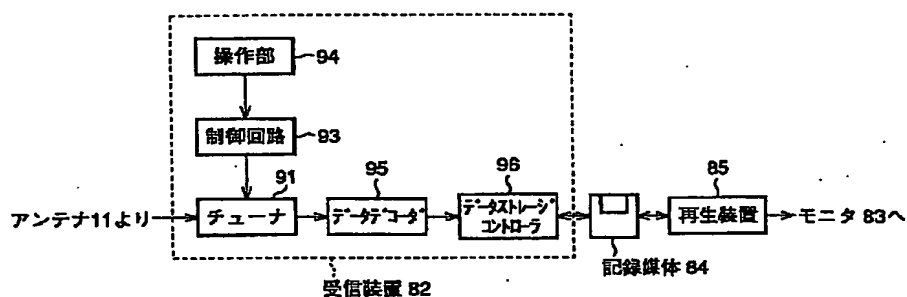 操作部
94
制御回路
93
91
95
96
85
アンテナ11より
チューナ
データデコーダ
データストレージ
コントローラ
再生装置
モニタ 83へ
記録媒体 84
受信装置 82